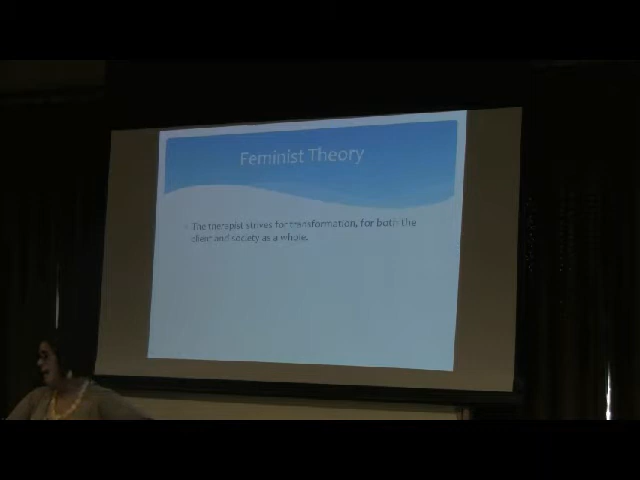 Feminist Theory
The therapist strives for transformation, for both the
client and society as a whole.